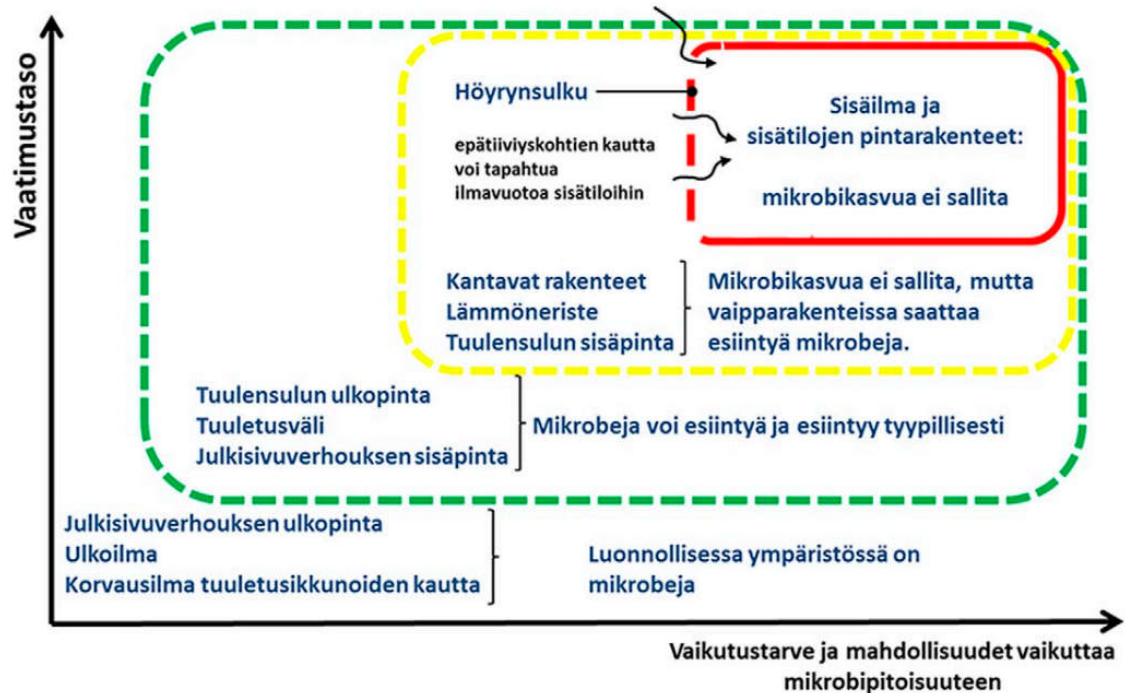 Vaatimustaso
Höyrynsulku
epätiiviyskohtien kautta
voi tapahtua
ilmavuotoa sisätiloihin
Sisäilma ja
sisätilojen pintarakenteet:
mikrobikasvua ei sallita
Kantavat rakenteet
Lämmöneriste
Tuulensulun sisäpinta
Mikrobikasvua ei sallita, mutta
vaipparakenteissa saattaa
esiintyä mikrobeja.
Tuulensulun ulkopinta
Tuuletusväli
Julkisivuverhouksen sisäpinta
Mikrobeja voi esiintyä ja esiintyy tyypillisesti
Julkisivuverhouksen ulkopinta
Ulkoilma
Korvausilma tuuletusikkunoiden kautta
Luonnollisessa ympäristössä on
mikrobeja
Vaikutustarve ja mahdollisuudet vaikuttaa
mikrobipitoisuuteen